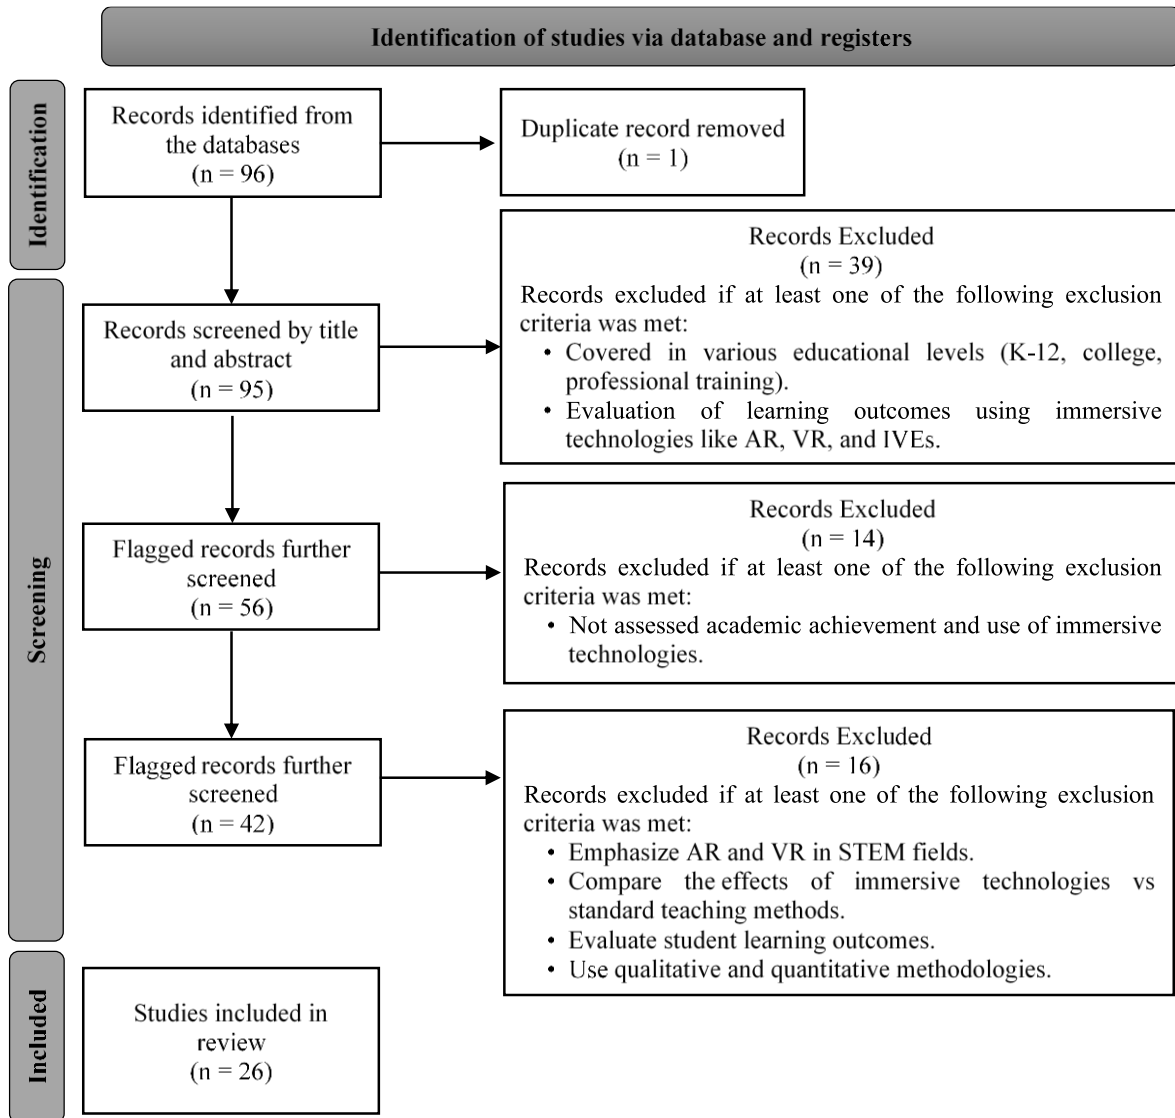 Identification of studies via database and registers
Identification
Records identified from
the databases
(n = 96)
Duplicate record removed
(n = 1)
Screening
Records screened by title
and abstract
(n = 95)
Records Excluded
(n = 39)
Records excluded if at least one of the following exclusion
criteria was met:
• Covered in various educational levels (K-12, college,
professional training).
• Evaluation of learning outcomes using immersive
technologies like AR, VR, and IVEs.
Flagged records further
screened
(n = 56)
Records Excluded
(n = 14)
Records excluded if at least one of the following exclusion
criteria was met:
• Not assessed academic achievement and use of immersive
technologies.
Flagged records further
screened
(n = 42)
Records Excluded
(n = 16)
Records excluded if at least one of the following exclusion
criteria was met:
• Emphasize AR and VR in STEM fields.
• Compare the effects of immersive technologies vs
standard teaching methods.
• Evaluate student learning outcomes.
• Use qualitative and quantitative methodologies.
Included
Studies included in
review
(n = 26)